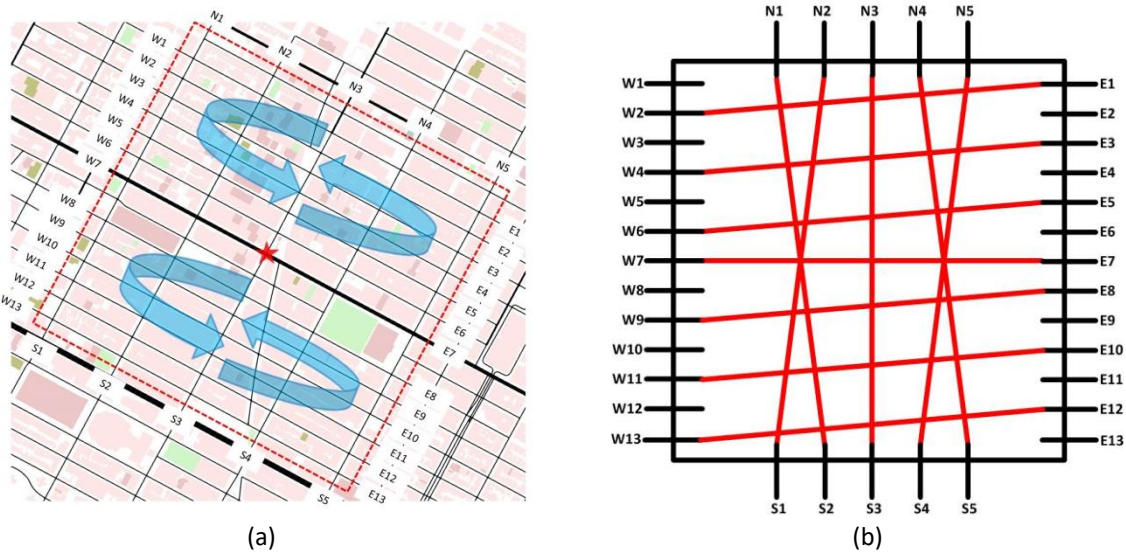 N1
N2
N3
N4
N5
W1
W2
W3
W4
W5
W6
W7
W8
W9
W10
W11
W12
W13
E1
E2
E3
E4
E5
E6
E7
E8
E9
E10
E11
E12
E13
S1
S2
S3
S4
S5
(a)
N1 N2 N3 N4 N5
W1 E1
W2 E2
W3 E3
W4 E4
W5 E5
W6 E6
W7 E7
W8 E8
W9 E9
W10 E10
W11 E11
W12 E12
W13 E13
S1 S2 S3 S4 S5
(b)